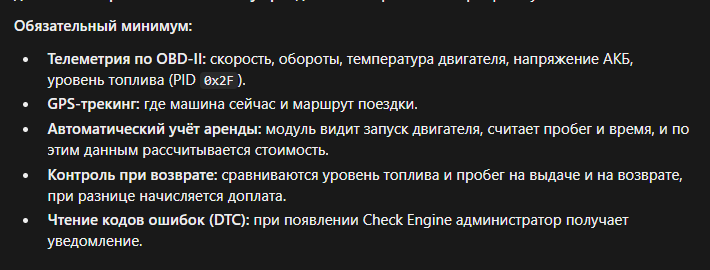 Обязательный минимум:
• Телеметрия по OBD-II: скорость, обороты, температура двигателя, напряжение АКБ,
уровень топлива (PID 0x2F).
• GPS-трекинг: где машина сейчас и маршрут поездки.
• Автоматический учёт аренды: модуль видит запуск двигателя, считает пробег и время, и по
этим данным рассчитывается стоимость.
• Контроль при возврате: сравниваются уровень топлива и пробег на выдаче и на возврате,
при разнице начисляется доплата.
• Чтение кодов ошибок (DTC): при появлении Check Engine администратор получает
уведомление.